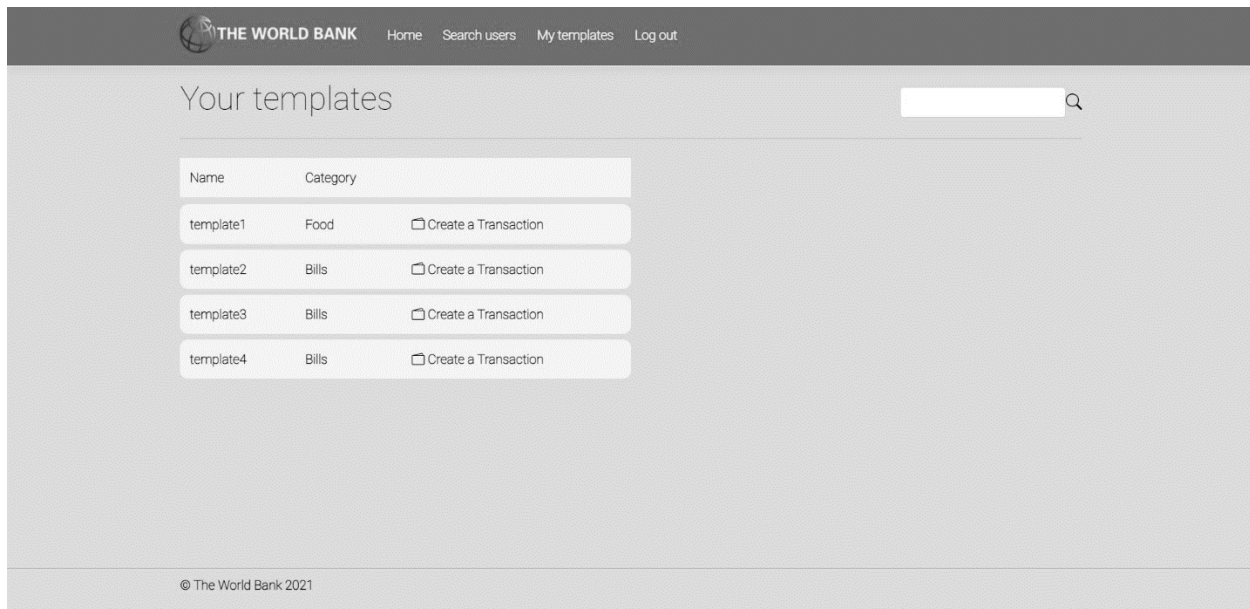 THE WORLD BANK Home Search users My templates Log out
Your templates
Name Category
template1 Food Create a Transaction
template2 Bills Create a Transaction
template3 Bills Create a Transaction
template4 Bills Create a Transaction
© The World Bank 2021